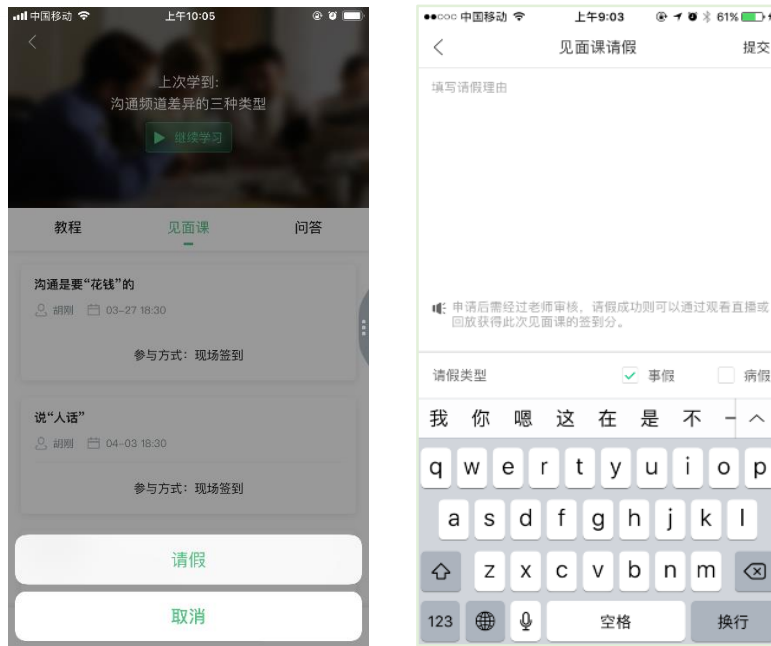 中国移动
上午10:05
上次学到:
沟通频道差异的三种类型
继续学习
教程
见面课
问答
沟通是要“花钱”的
胡刚
03-27 18:30
参与方式：现场签到
说“人话”
胡刚
04-03 18:30
参与方式：现场签到
请假
取消
中国移动
上午9:03
61%
见面课请假
提交
填写请假理由
申请后需经过老师审核，请假成功则可以通过观看直播或
回放获得此次见面课的签到分。
请假类型
事假
病假
我 你 嗯 这 在 是 不 一
q w e r t y u i o p
a s d f g h j k l
z x c v b n m
123
空格
换行